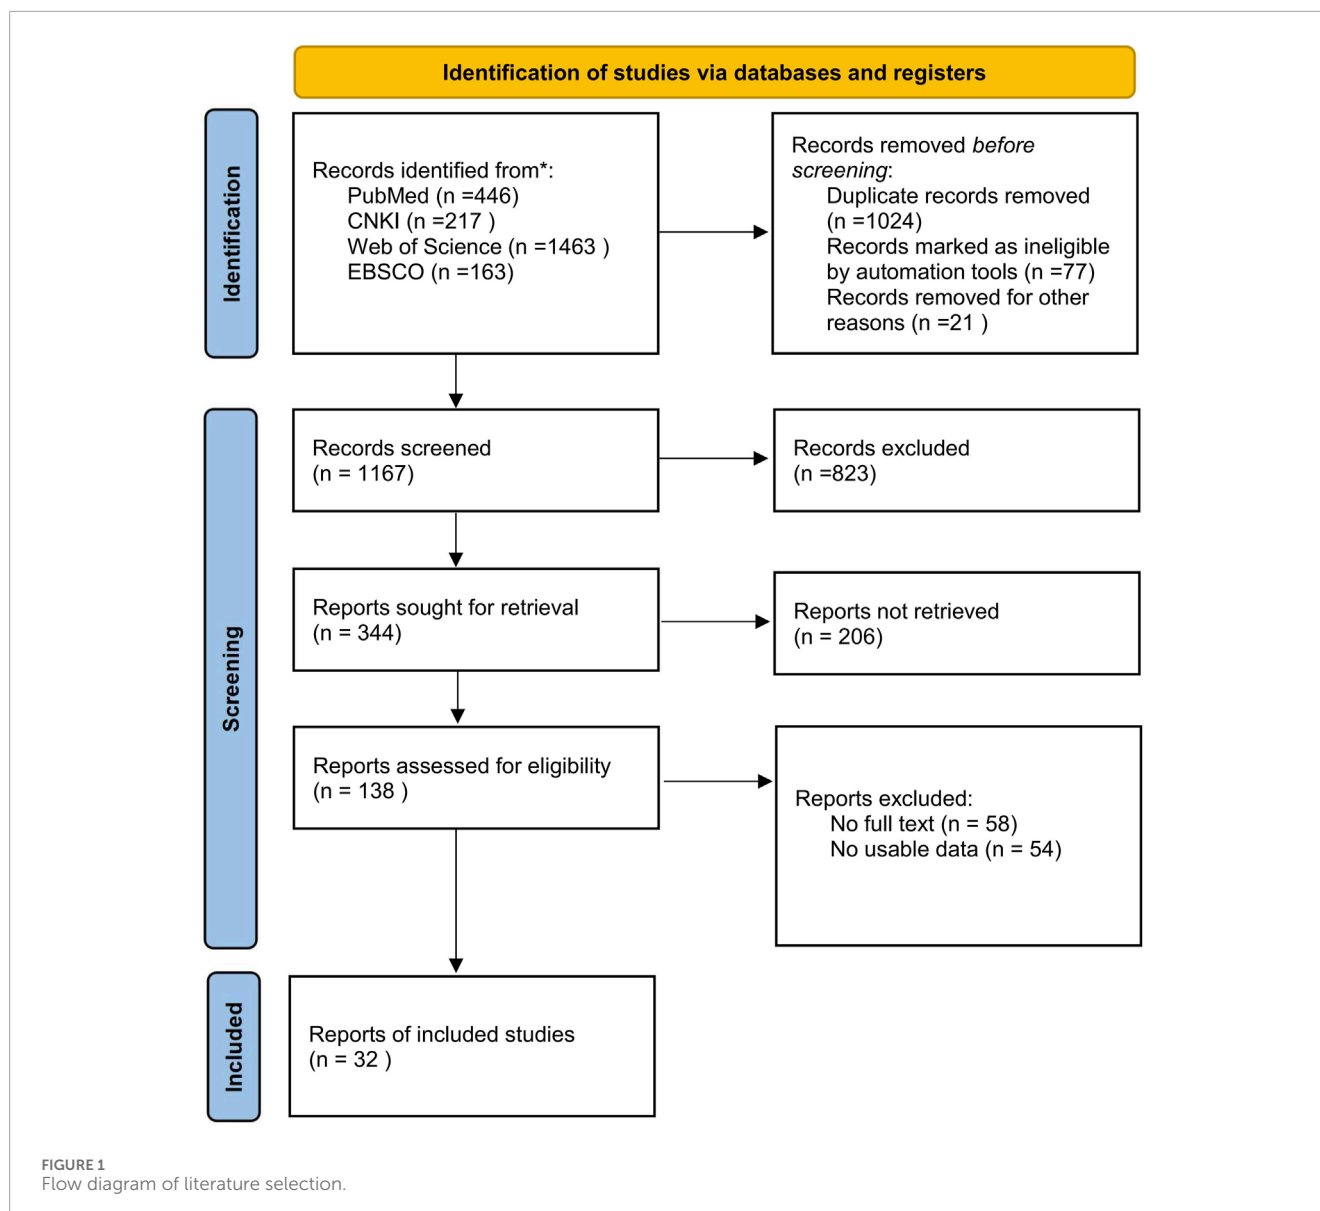 Identification of studies via databases and registers
Identification
Records identified from*:
PubMed (n =446)
CNKI (n =217 )
Web of Science (n =1463 )
EBSCO (n =163)
Records removed before
screening:
Duplicate records removed
(n =1024)
Records marked as ineligible
by automation tools (n =77)
Records removed for other
reasons (n =21 )
Screening
Records screened
(n = 1167)
Records excluded
(n =823)
Reports sought for retrieval
(n = 344)
Reports not retrieved
(n = 206)
Reports assessed for eligibility
(n = 138 )
Reports excluded:
No full text (n = 58)
No usable data (n = 54)
Included
Reports of included studies
(n = 32 )
FIGURE 1
Flow diagram of literature selection.